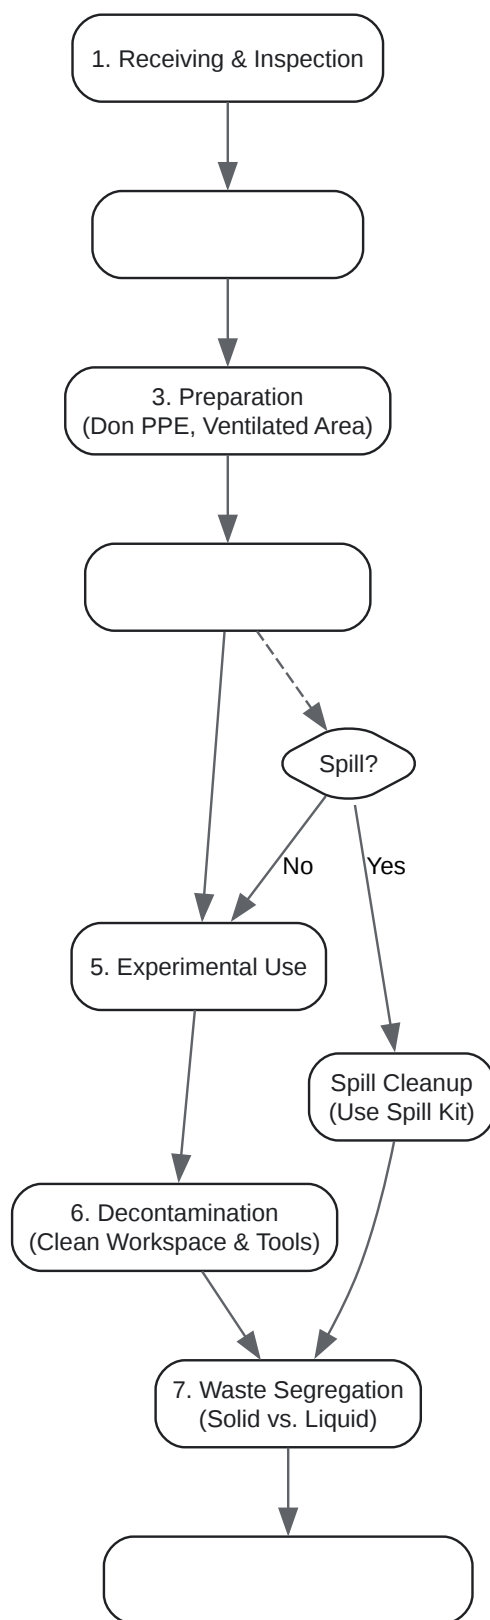 1. Receiving & Inspection
3. Preparation
(Don PPE, Ventilated Area)
Spill?
No
Yes
5. Experimental Use
Spill Cleanup
(Use Spill Kit)
6. Decontamination
(Clean Workspace & Tools)
7. Waste Segregation
(Solid vs. Liquid)